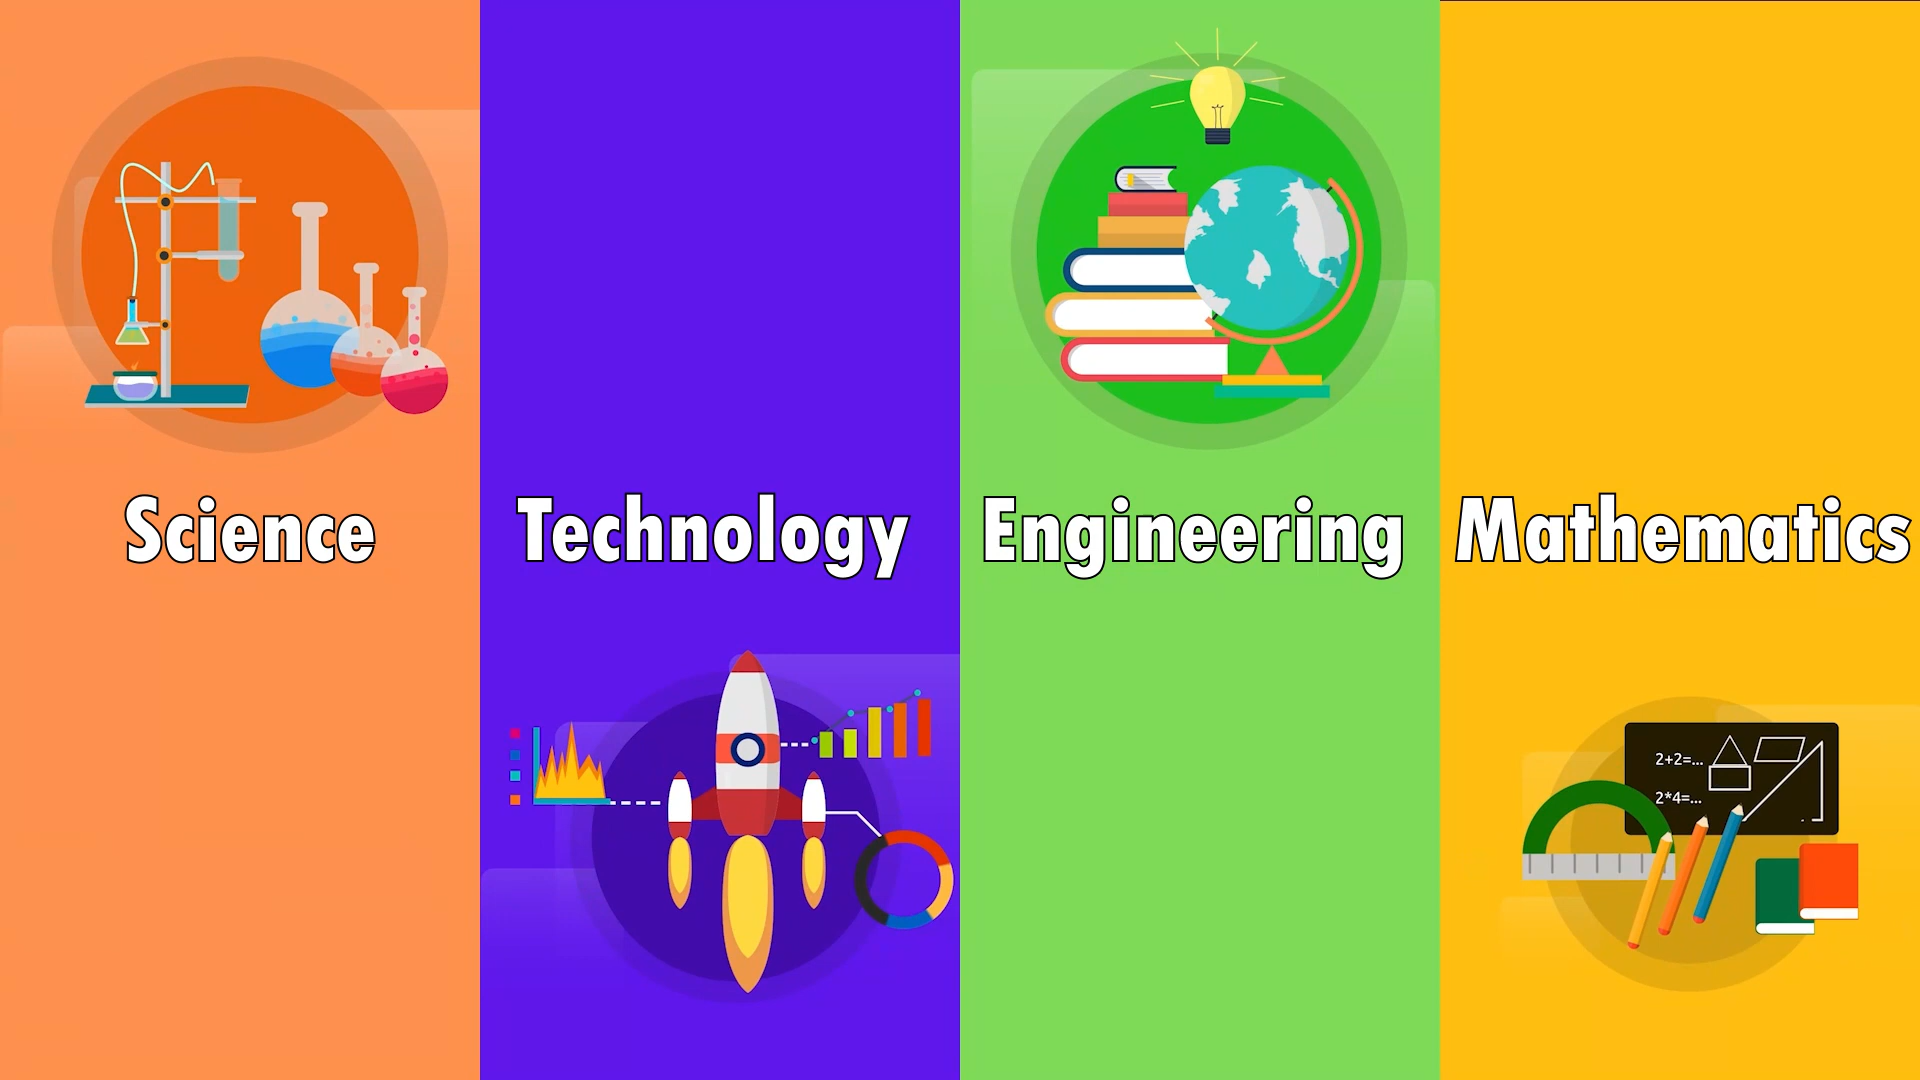 Science
Technology
Engineering
Mathematics
2+2=...
2*4=...